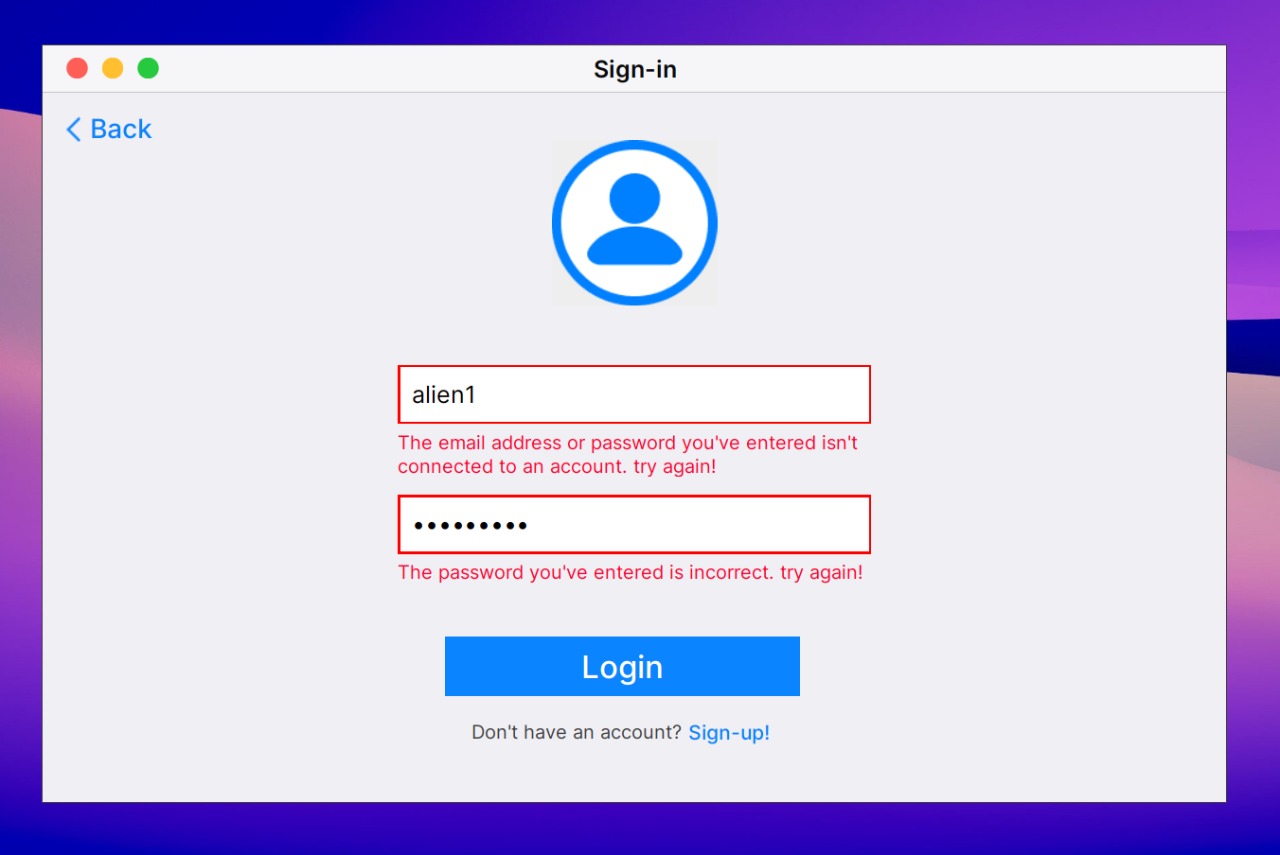 Sign-in
Back
alien1
The email address or password you've entered isn't
connected to an account. try again!
•••••••••
The password you've entered is incorrect. try again!
Login
Don't have an account? Sign-up!